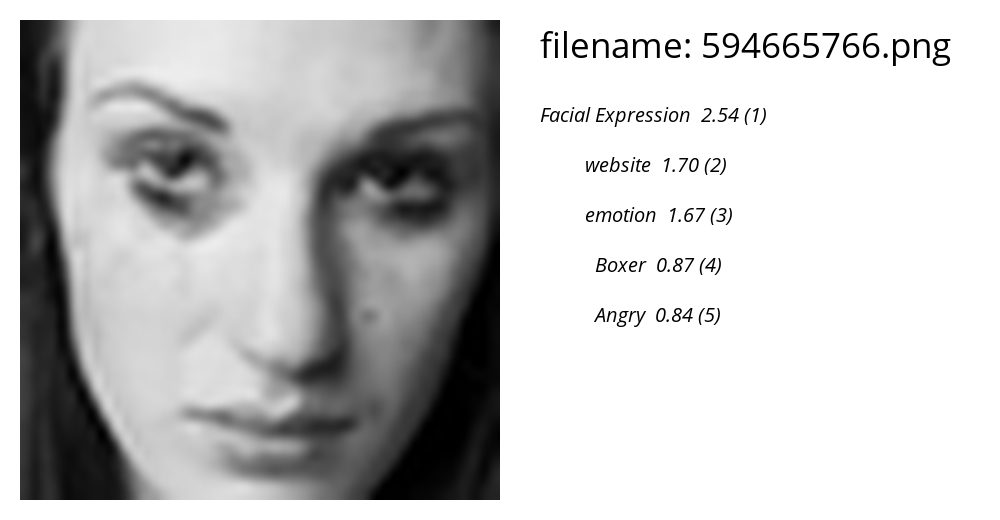 filename: 594665766.png
Facial Expression 2.54 (1)
website 1.70 (2)
emotion 1.67 (3)
Boxer 0.87 (4)
Angry 0.84 (5)